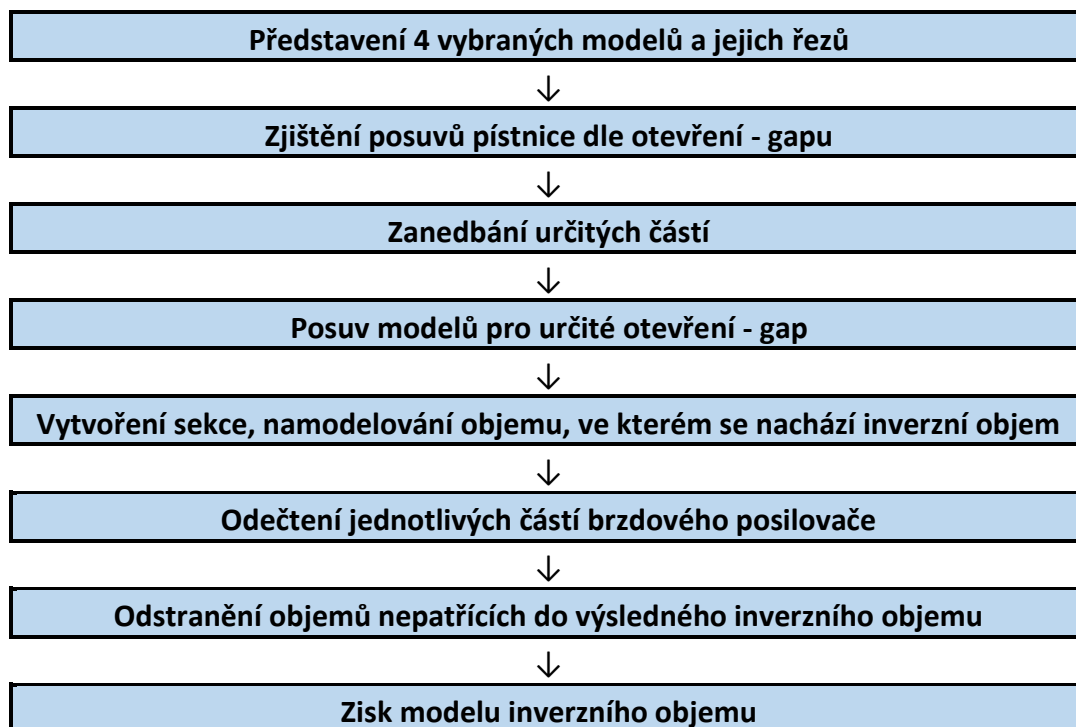 Představení 4 vybraných modelů a jejich řezů
↓
Zjištění posuvů pístnice dle otevření - gapu
↓
Zanedbání určitých částí
↓
Posuv modelů pro určité otevření - gap
↓
Vytvoření sekce, namodelování objemu, ve kterém se nachází inverzní objem
↓
Odečtení jednotlivých částí brzdového posilovače
↓
Odstranění objemů nepatřících do výsledného inverzního objemu
↓
Zisk modelu inverzního objemu